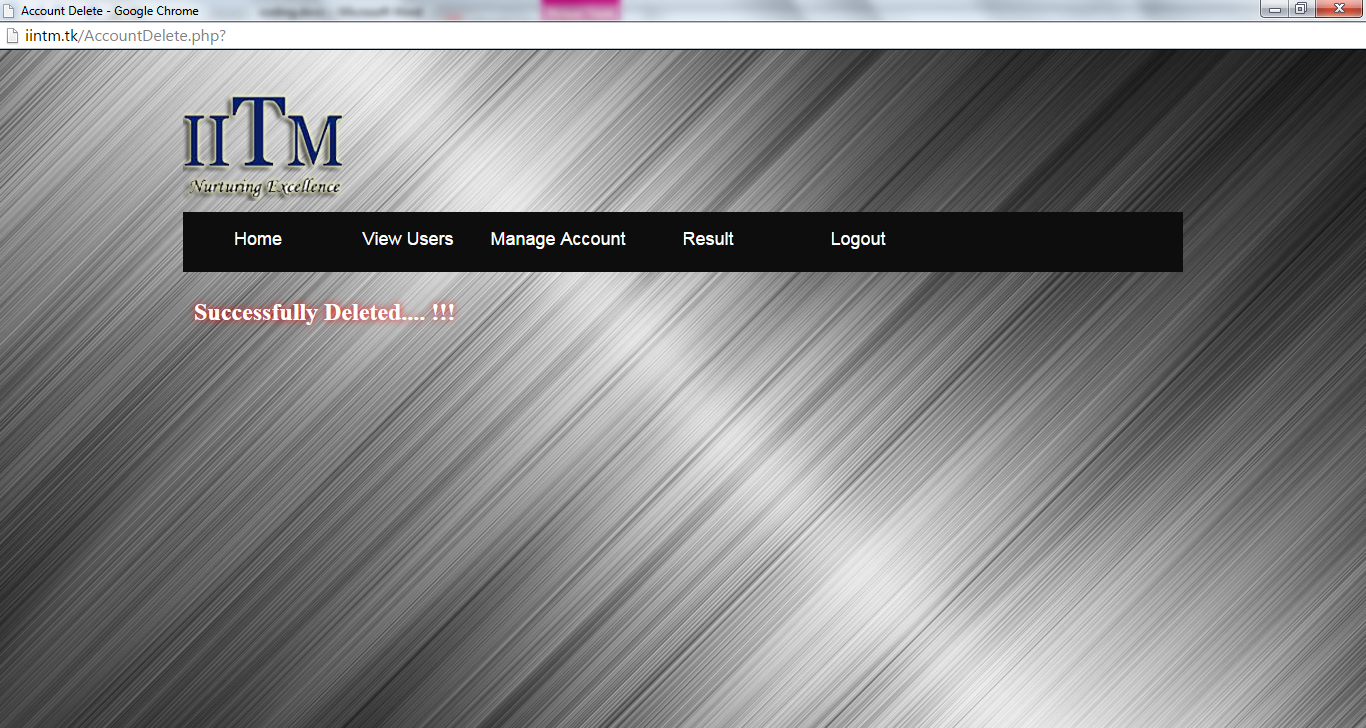 Account Delete - Google Chrome
iintm.tk/AccountDelete.php?
IITM
Nurturing Excellence
Home View Users Manage Account Result Logout
Successfully Deleted.... !!!